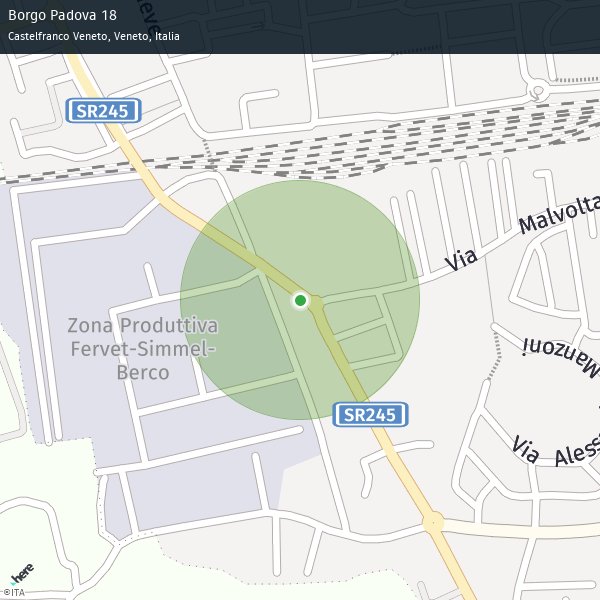 Borgo Padova 18
Castelfranco Veneto, Veneto, Italia
SR245
Via Malvolta
Zona Produttiva
Fervet-Simmel-
Berco
Manzoni
SR245
Via Aless
here
©ITA